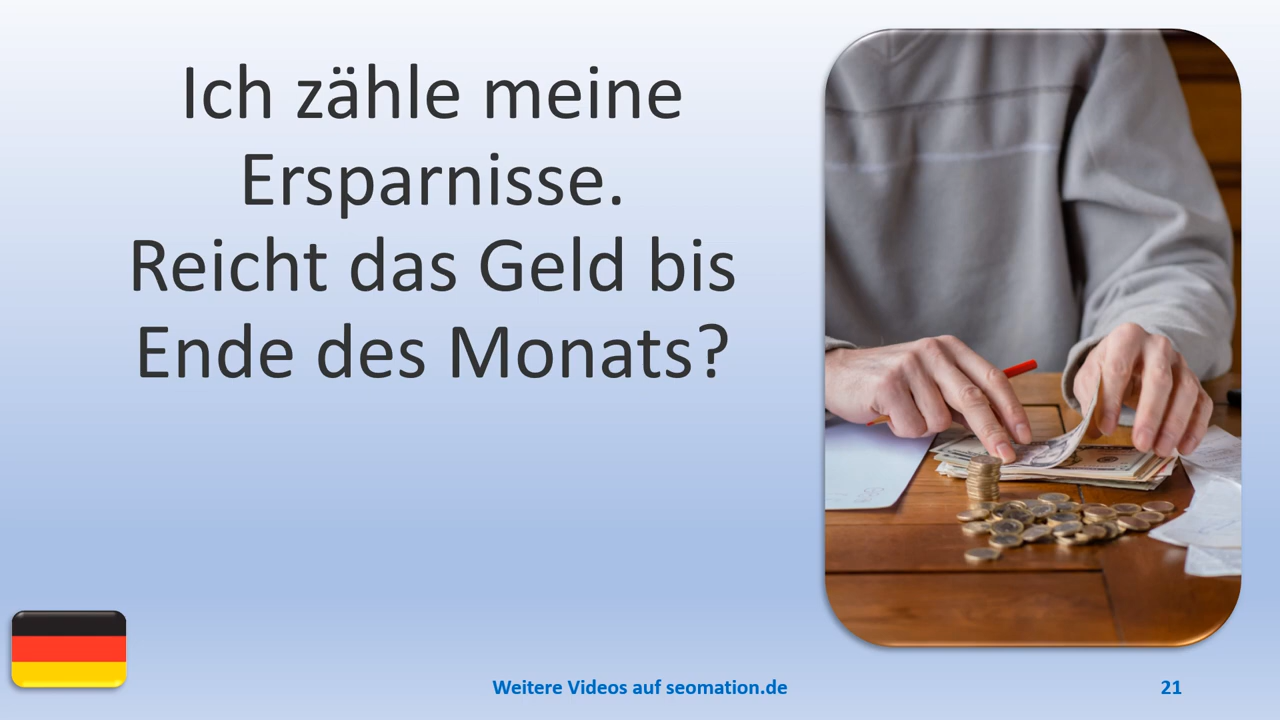 Ich zähle meine
Ersparnisse.
Reicht das Geld bis
Ende des Monats?
Weitere Videos auf seomation.de
21